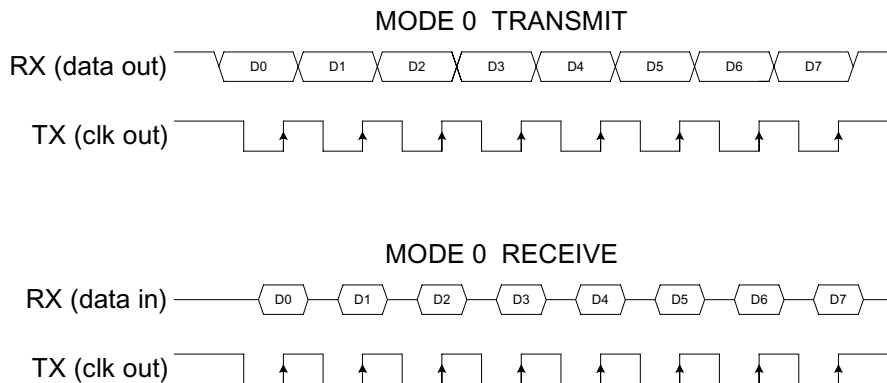 MODE 0 TRANSMIT
RX (data out) D0 D1 D2 D3 D4 D5 D6 D7
TX (clk out)
MODE 0 RECEIVE
RX (data in) D0 D1 D2 D3 D4 D5 D6 D7
TX (clk out)